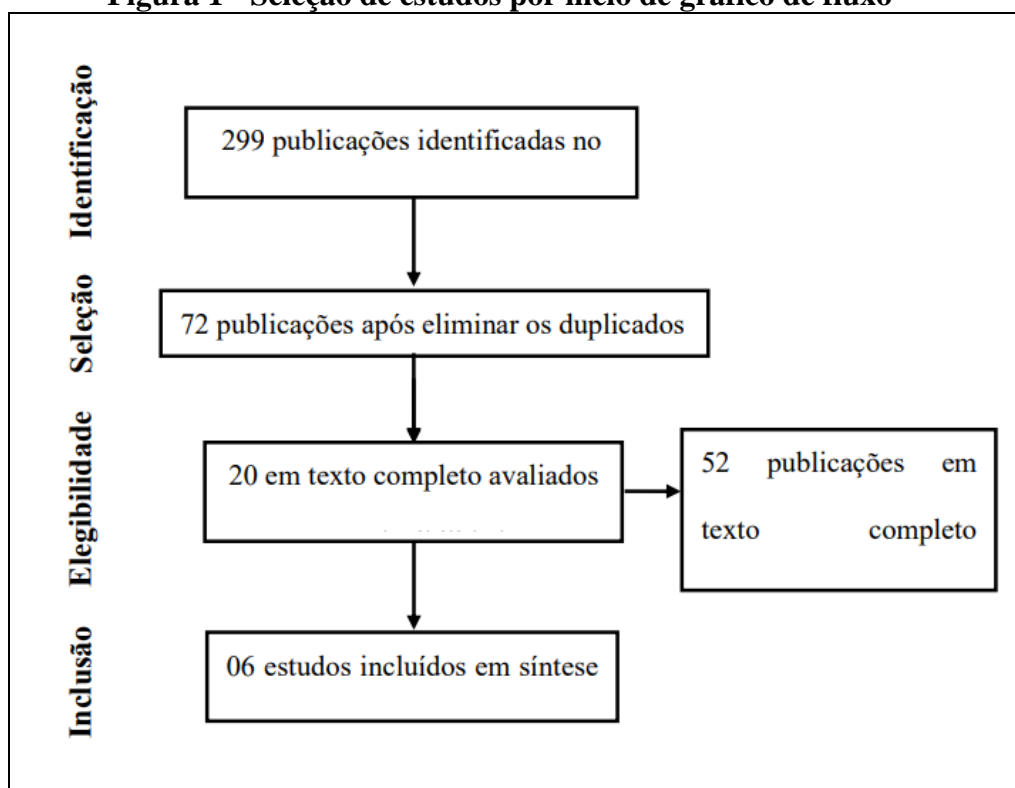 Figura 1 - Seleção de estudos por meio de gráfico de fluxo
Identificação
299 publicações identificadas no
Seleção
72 publicações após eliminar os duplicados
Elegibilidade
20 em texto completo avaliados
52 publicações em
texto completo
Inclusão
06 estudos incluídos em síntese